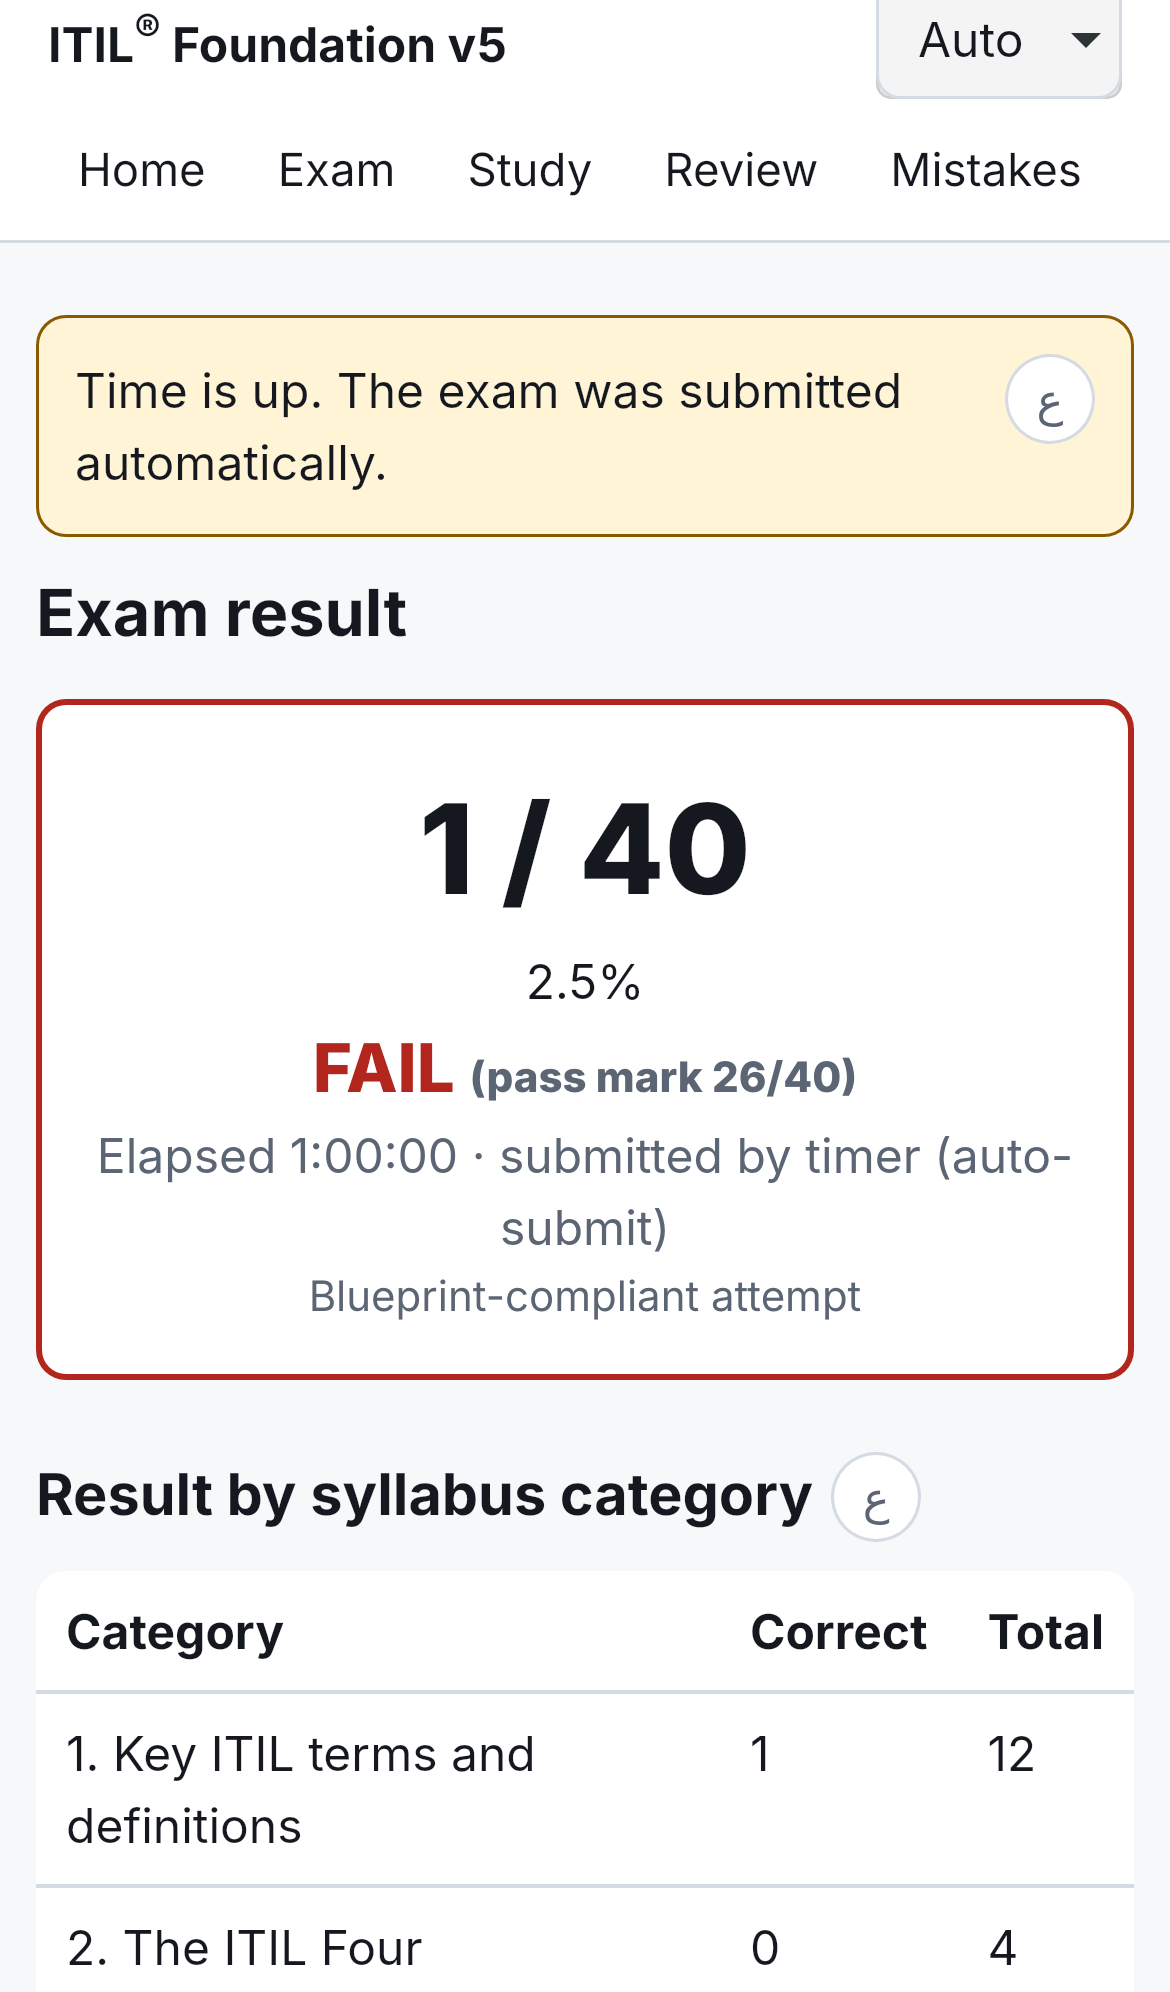 ITIL® Foundation v5
Auto
Home Exam Study Review Mistakes
Time is up. The exam was submitted
automatically.
ع
Exam result
1 / 40
2.5%
FAIL (pass mark 26/40)
Elapsed 1:00:00 · submitted by timer (auto-
submit)
Blueprint-compliant attempt
Result by syllabus category ع
Category Correct Total
1. Key ITIL terms and 1 12
definitions
2. The ITIL Four 0 4